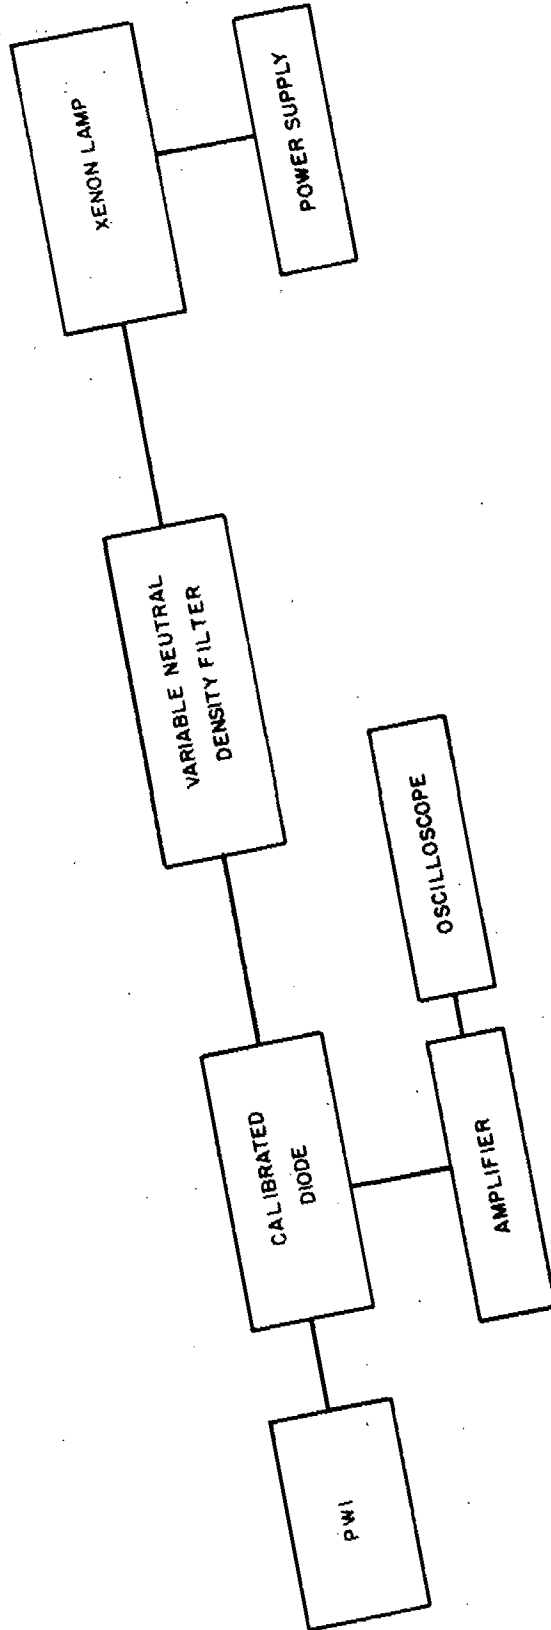 PWI
CALIBRATED
DIODE
VARIABLE NEUTRAL
DENSITY FILTER
XENON LAMP
AMPLIFIER
OSCILLOSCOPE
POWER SUPPLY